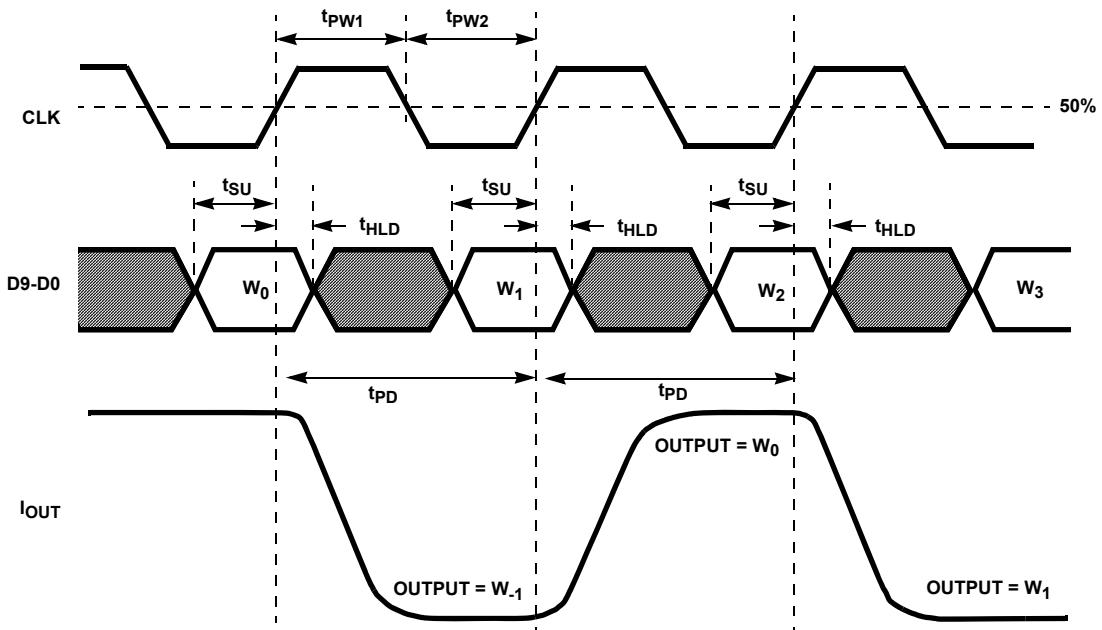 tPW1 tPW2
CLK
50%
tSU tSU tSU
tHLD tHLD tHLD
D9-D0
W0 W1 W2 W3
tPD tPD
OUTPUT = W0
IOUT
OUTPUT = W-1 OUTPUT = W1